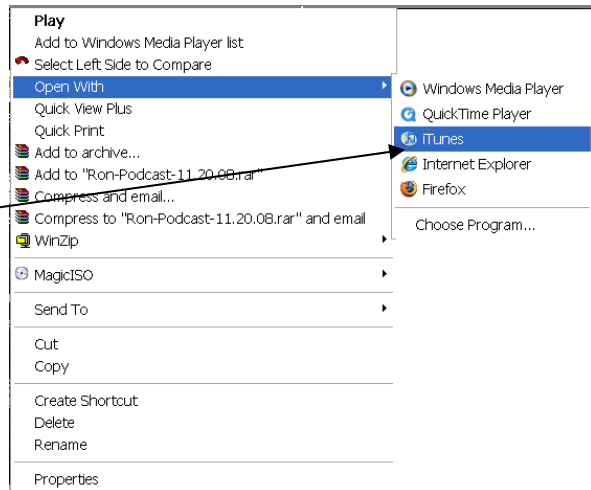 Play
Add to Windows Media Player list
Select Left Side to Compare
Open With
Quick View Plus
Quick Print
Add to archive...
Add to "Ron-Podcast-11.20.08.rar"
Compress and email...
Compress to "Ron-Podcast-11.20.08.rar" and email
WinZip
MagicISO
Send To
Cut
Copy
Create Shortcut
Delete
Rename
Properties
Windows Media Player
QuickTime Player
iTunes
Internet Explorer
Firefox
Choose Program...